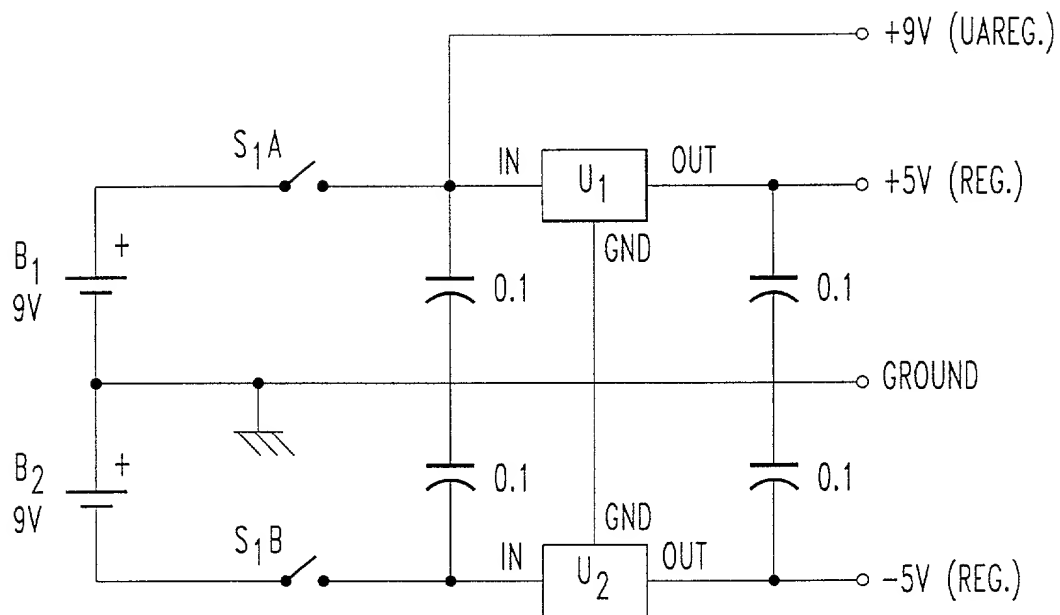 +9V (UAREG.)
S1A
IN
U1
OUT
+5V (REG.)
GND
+
B1
9V
0.1
0.1
GROUND
+
B2
9V
0.1
0.1
GND
S1B
IN
U2
OUT
-5V (REG.)